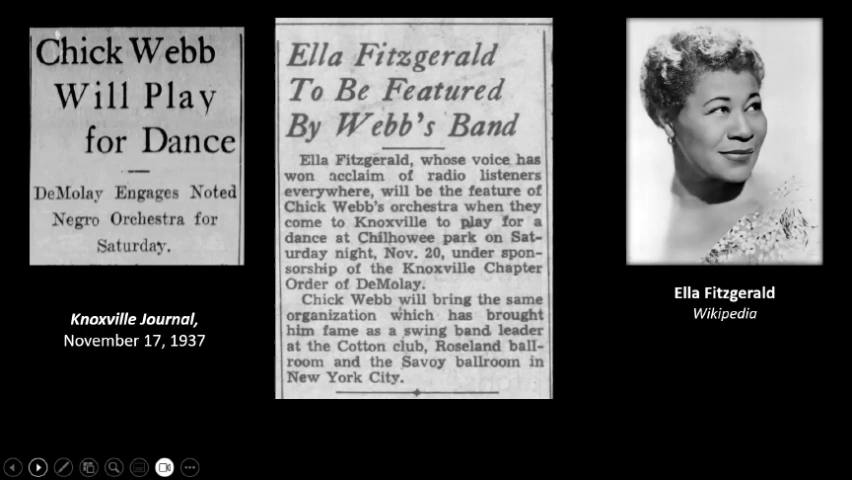 Chick Webb
Will Play
for Dance
DeMolay Engages Noted
Negro Orchestra for
Saturday.
Knoxville Journal,
November 17, 1937
Ella Fitzgerald
To Be Featured
By Webb's Band
Ella Fitzgerald, whose voice has
won acclaim of radio listeners
everywhere, will be the feature of
Chick Webb's orchestra when they
come to Knoxville to play for a
dance at Chilhowee park on Sat-
urday night, Nov. 20, under spon-
sorship of the Knoxville Chapter
Order of DeMolay.
Chick Webb will bring the same
organization which has brought
him fame as a swing band leader
at the Cotton club, Roseland ball-
room and the Savoy ballroom in
New York City.
Ella Fitzgerald
Wikipedia